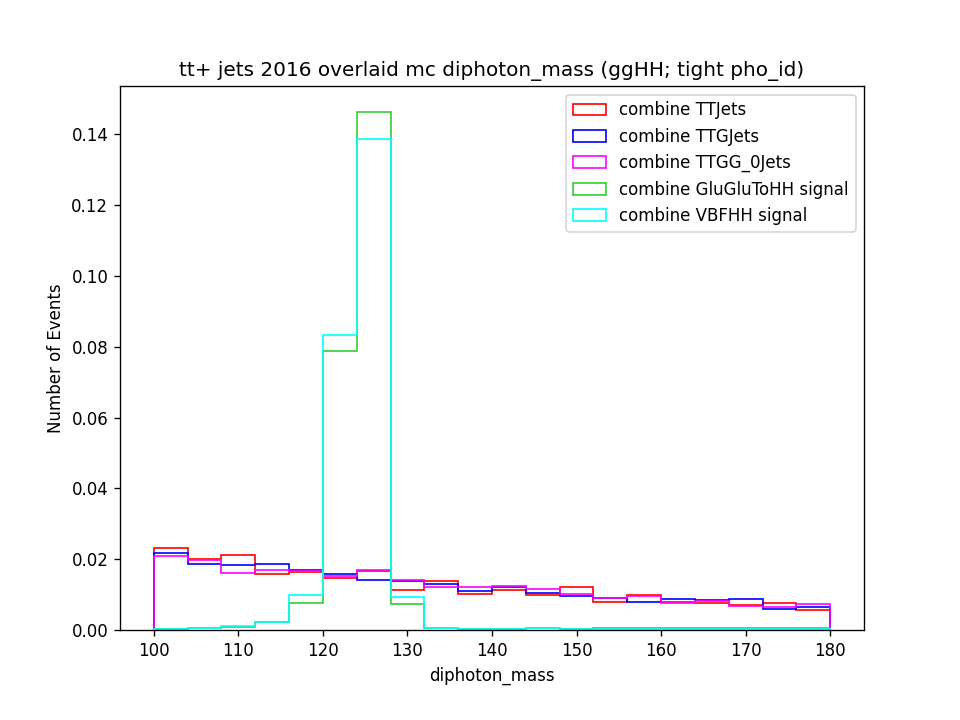 tt+ jets 2016 overlaid mc diphoton_mass (ggHH; tight pho_id)
combine TTJets
combine TTGJets
combine TTGG_0Jets
combine GluGluToHH signal
combine VBFHH signal
Number of Events
0.14
0.12
0.10
0.08
0.06
0.04
0.02
0.00
100 110 120 130 140 150 160 170 180
diphoton_mass